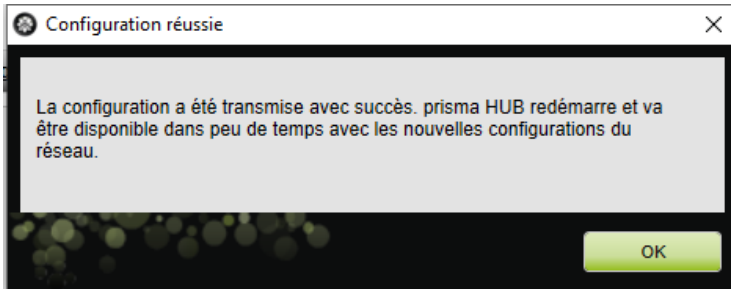 Configuration réussie
La configuration a été transmise avec succès. prisma HUB redémarre et va
être disponible dans peu de temps avec les nouvelles configurations du
réseau.
OK